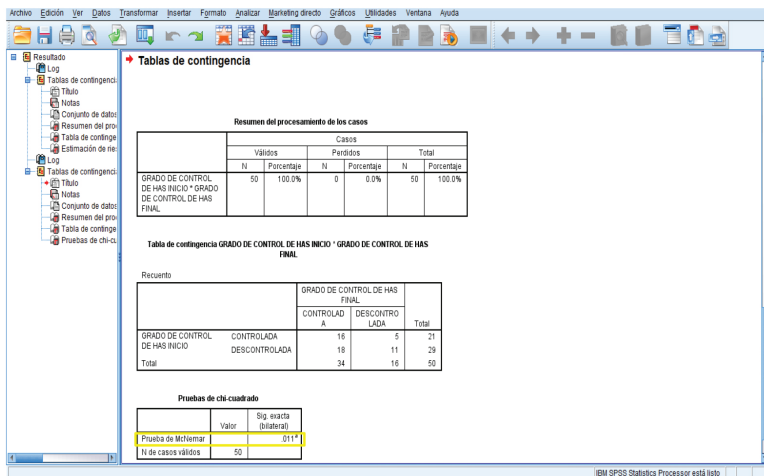 Archivo Edición Ver Datos Transformar Insertar Formato Analizar Marketing directo Gráficos Utilidades Ventana Ayuda
Resultado
Log
Tablas de contingenci
Título
Notas
Conjunto de datos
Resumen del pro
Tabla de continge
Estimación de rie
Log
Tablas de contingenci
Título
Notas
Conjunto de datos
Resumen del pro
Tabla de continge
Pruebas de chi-cu
Tablas de contingencia
Resumen del procesamiento de los casos
Casos
Válidos Perdidos Total
N Porcentaje N Porcentaje N Porcentaje
GRADO DE CONTROL 50 100.0% 0 0.0% 50 100.0%
DE HAS INICIO * GRADO
DE CONTROL DE HAS
FINAL
Tabla de contingencia GRADO DE CONTROL DE HAS INICIO * GRADO DE CONTROL DE HAS
FINAL
Recuento
GRADO DE CONTROL DE HAS
FINAL
CONTROLAD DESCONTRO
A LADA Total
GRADO DE CONTROL CONTROLADA 16 5 21
DE HAS INICIO DESCONTROLADA 18 11 29
Total 34 16 50
Pruebas de chi-cuadrado
Sig. exacta
Valor (bilateral)
Prueba de McNemar .011ª
N de casos válidos 50
IBM SPSS Statistics Processor está listo